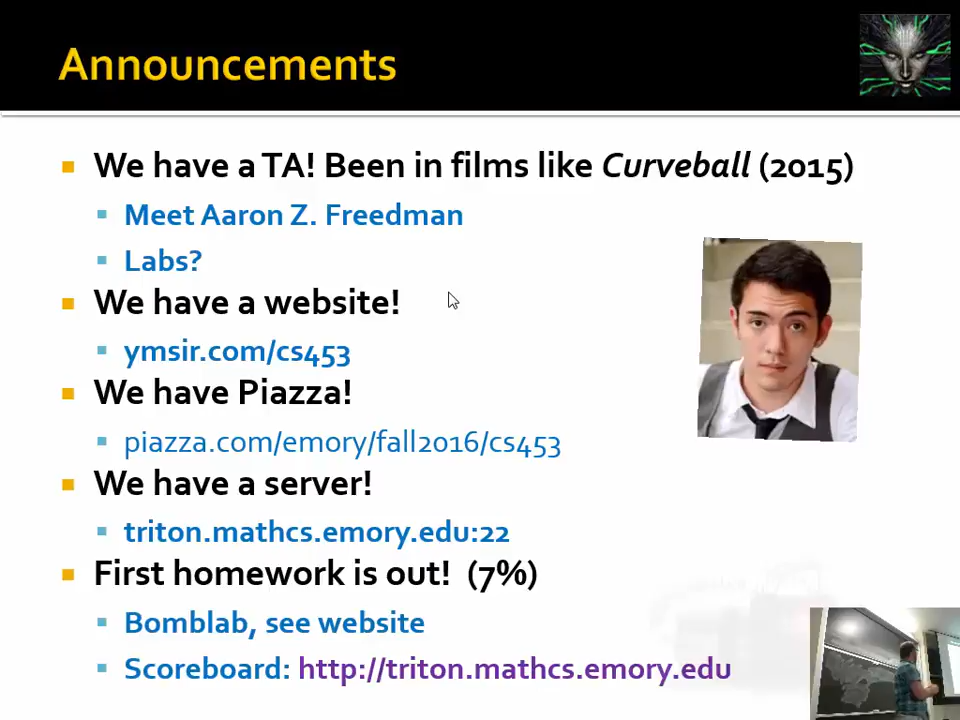 Announcements
We have a TA! Been in films like Curveball (2015)
Meet Aaron Z. Freedman
Labs?
We have a website!
ymsir.com/cs453
We have Piazza!
piazza.com/emory/fall2016/cs453
We have a server!
triton.mathcs.emory.edu:22
First homework is out! (7%)
Bomblab, see website
Scoreboard: http://triton.mathcs.emory.edu